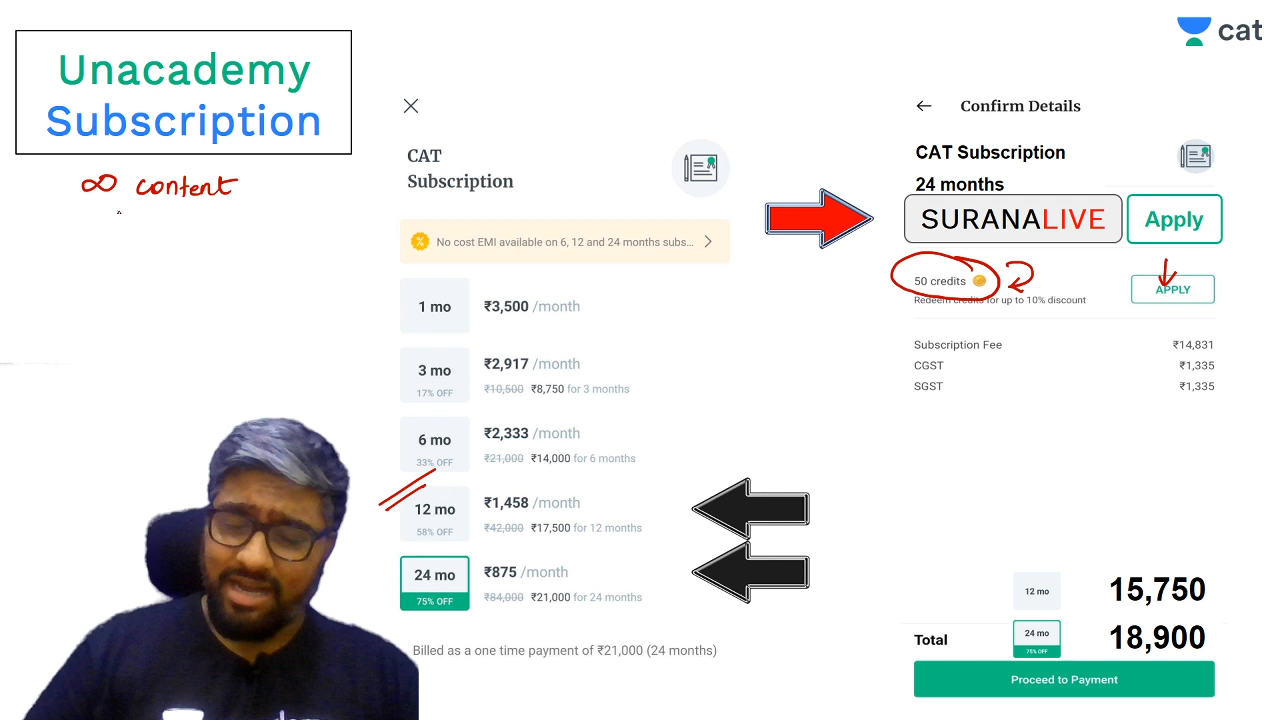 Unacademy
Subscription
∞ content
cat
CAT
Subscription
No cost EMI available on 6, 12 and 24 months subs...
1 mo
₹3,500 /month
3 mo
17% OFF
₹2,917 /month
₹10,500 ₹8,750 for 3 months
6 mo
33% OFF
₹2,333 /month
₹21,000 ₹14,000 for 6 months
12 mo
58% OFF
₹1,458 /month
₹42,000 ₹17,500 for 12 months
24 mo
75% OFF
₹875 /month
₹84,000 ₹21,000 for 24 months
Billed as a one time payment of ₹21,000 (24 months)
Confirm Details
CAT Subscription
24 months
SURANALIVE Apply
50 credits
Redeem credits for up to 10% discount
APPLY
Subscription Fee ₹14,831
CGST ₹1,335
SGST ₹1,335
12 mo 15,750
Total 24 mo 75% OFF 18,900
Proceed to Payment